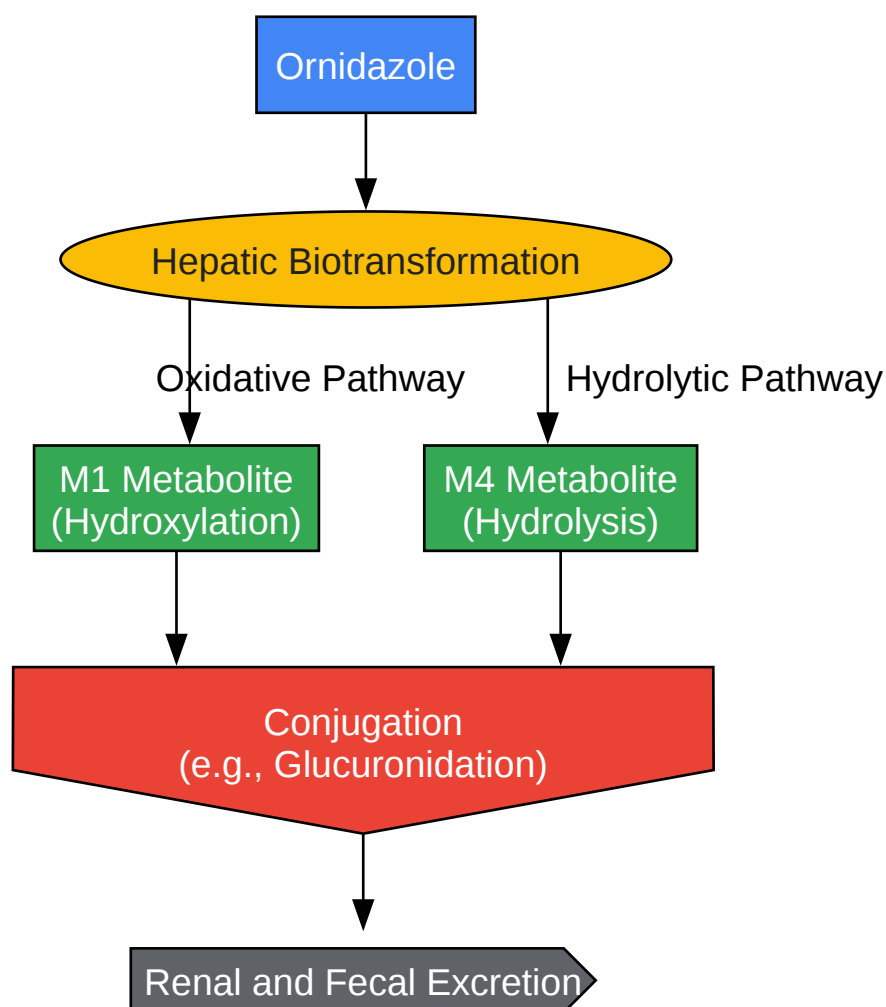 Ornidazole
Hepatic Biotransformation
Oxidative Pathway
Hydrolytic Pathway
M1 Metabolite
(Hydroxylation)
M4 Metabolite
(Hydrolysis)
Conjugation
(e.g., Glucuronidation)
Renal and Fecal Excretion